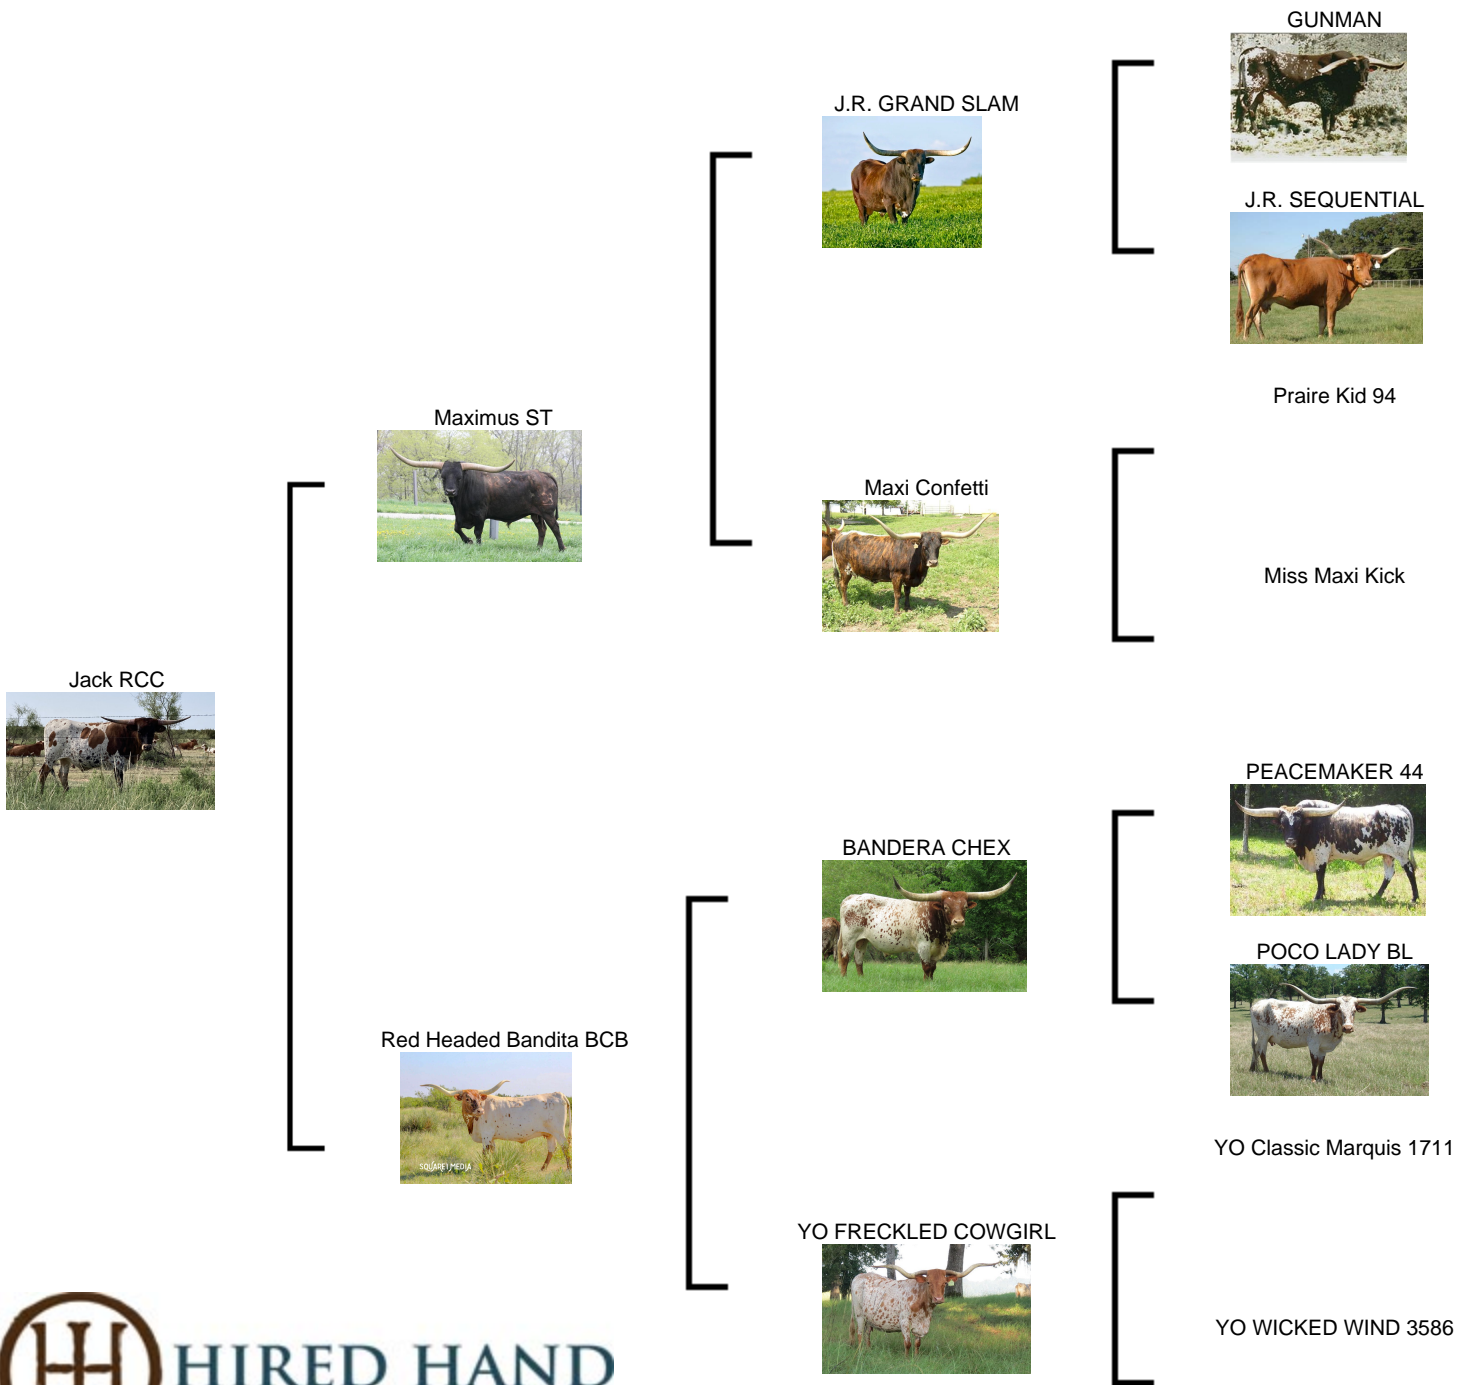 GUNMAN
J.R. GRAND SLAM
J.R. SEQUENTIAL
Praire Kid 94
Maximus ST
Maxi Confetti
Miss Maxi Kick
Jack RCC
PEACEMAKER 44
BANDERA CHEX
POCO LADY BL
Red Headed Bandita BCB
SQUARE1 MEDIA
YO Classic Marquis 1711
YO FRECKLED COWGIRL
YO WICKED WIND 3586
HIRED HAND